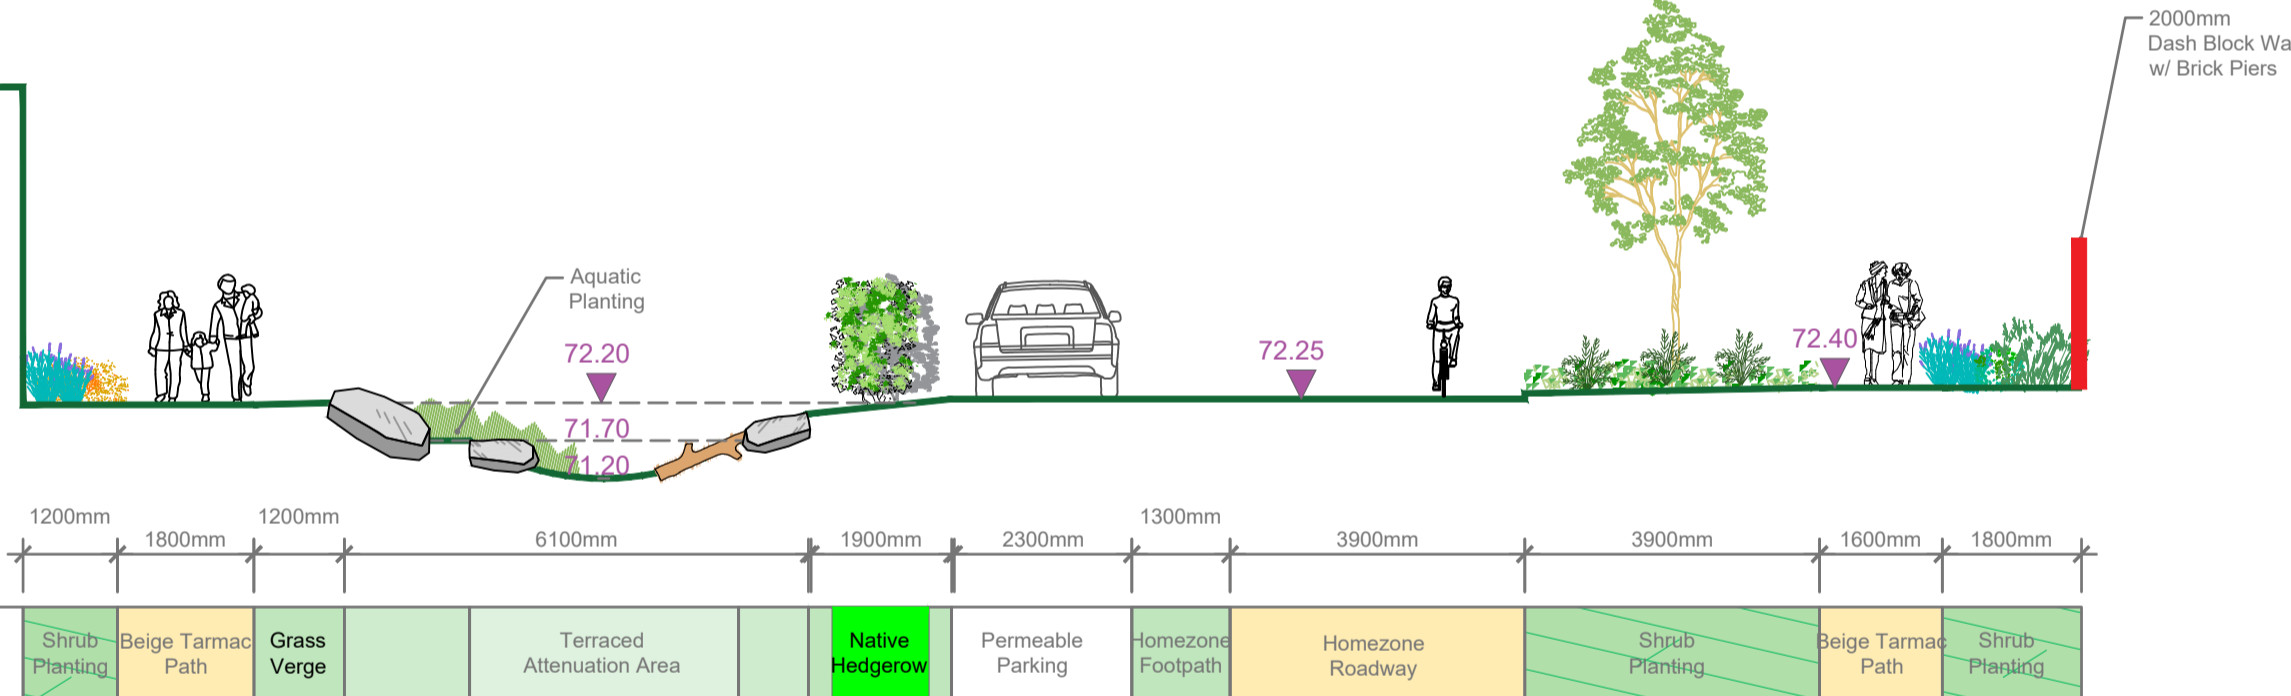 2000mm
Dash Block Wa
w/ Brick Piers
Aquatic
Planting
72.20
71.70
71.20
72.25
72.40
1200mm
1800mm
1200mm
6100mm
1900mm
2300mm
1300mm
3900mm
3900mm
1600mm
1800mm
Shrub
Planting
Beige Tarmac
Path
Grass
Verge
Terraced
Attenuation Area
Native
Hedgerow
Permeable
Parking
Homezone
Footpath
Homezone
Roadway
Shrub
Planting
Beige Tarmac
Path
Shrub
Planting